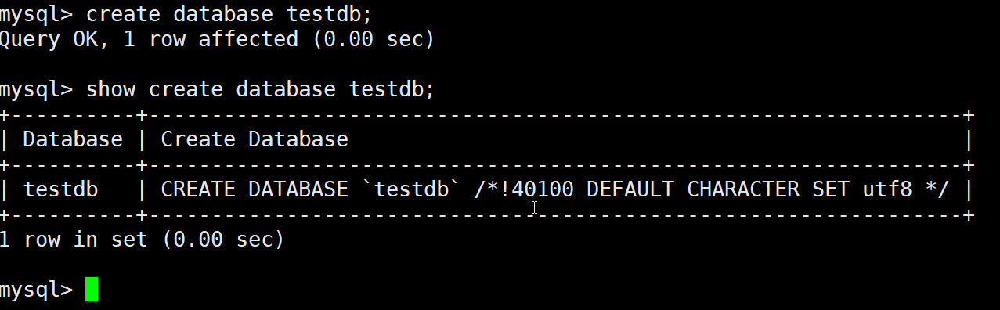 mysql> create database testdb;
Query OK, 1 row affected (0.00 sec)
mysql> show create database testdb;
+----------+-----------------------------------------------------------------+
| Database | Create Database                                                 |
+----------+-----------------------------------------------------------------+
| testdb   | CREATE DATABASE `testdb` /*!40100 DEFAULT CHARACTER SET utf8 */ |
+----------+-----------------------------------------------------------------+
1 row in set (0.00 sec)
mysql>